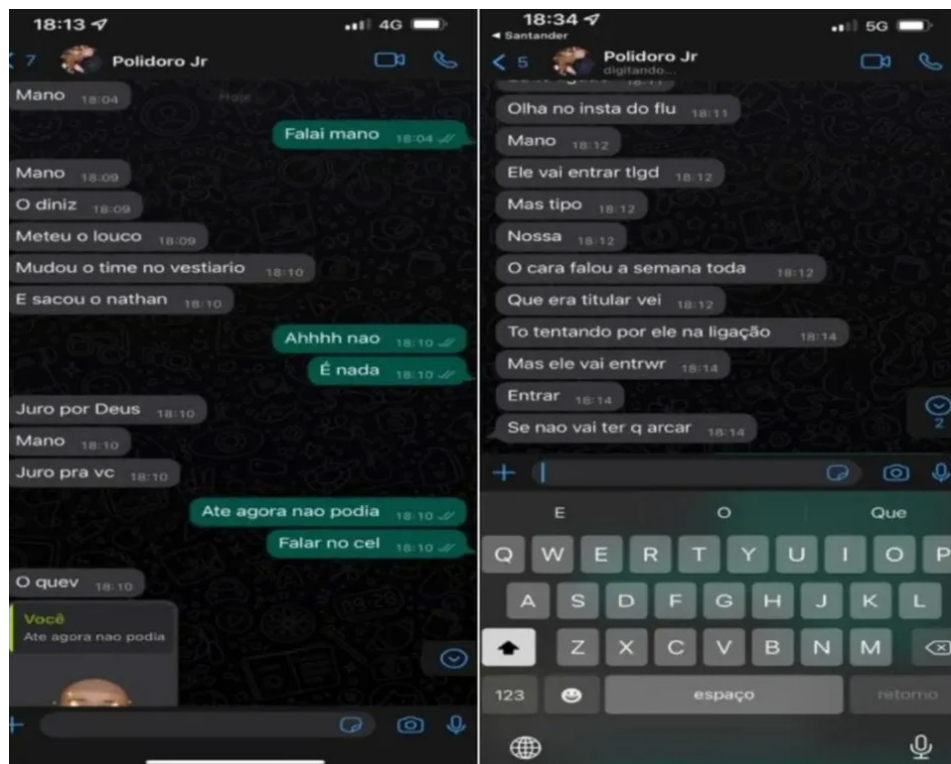 18:13
4G
7
Polidoro Jr
Hoje
Mano 18:04
Falai mano 18:04
Mano 18:09
O diniz 18:09
Meteu o louco 18:09
Mudou o time no vestiario 18:10
E sacou o nathan 18:10
Ahhhh nao 18:10
É nada 18:10
Juro por Deus 18:10
Mano 18:10
Juro pra vc 18:10
Ate agora nao podia 18:10
Falar no cel 18:10
O quev 18:10
Você
Ate agora nao podia
18:34
Santander
5G
5
Polidoro Jr
digitando...
18:11
Olha no insta do flu 18:11
Mano 18:12
Ele vai entrar tlgd 18:12
Mas tipo 18:12
Nossa 18:12
O cara falou a semana toda 18:12
Que era titular vei 18:12
To tentando por ele na ligação 18:14
Mas ele vai entrwr 18:14
Entrar 18:14
Se nao vai ter q arcar 18:14
2
E O Que
Q W E R T Y U I O P
A S D F G H J K L
Z X C V B N M
123 espaço retorno